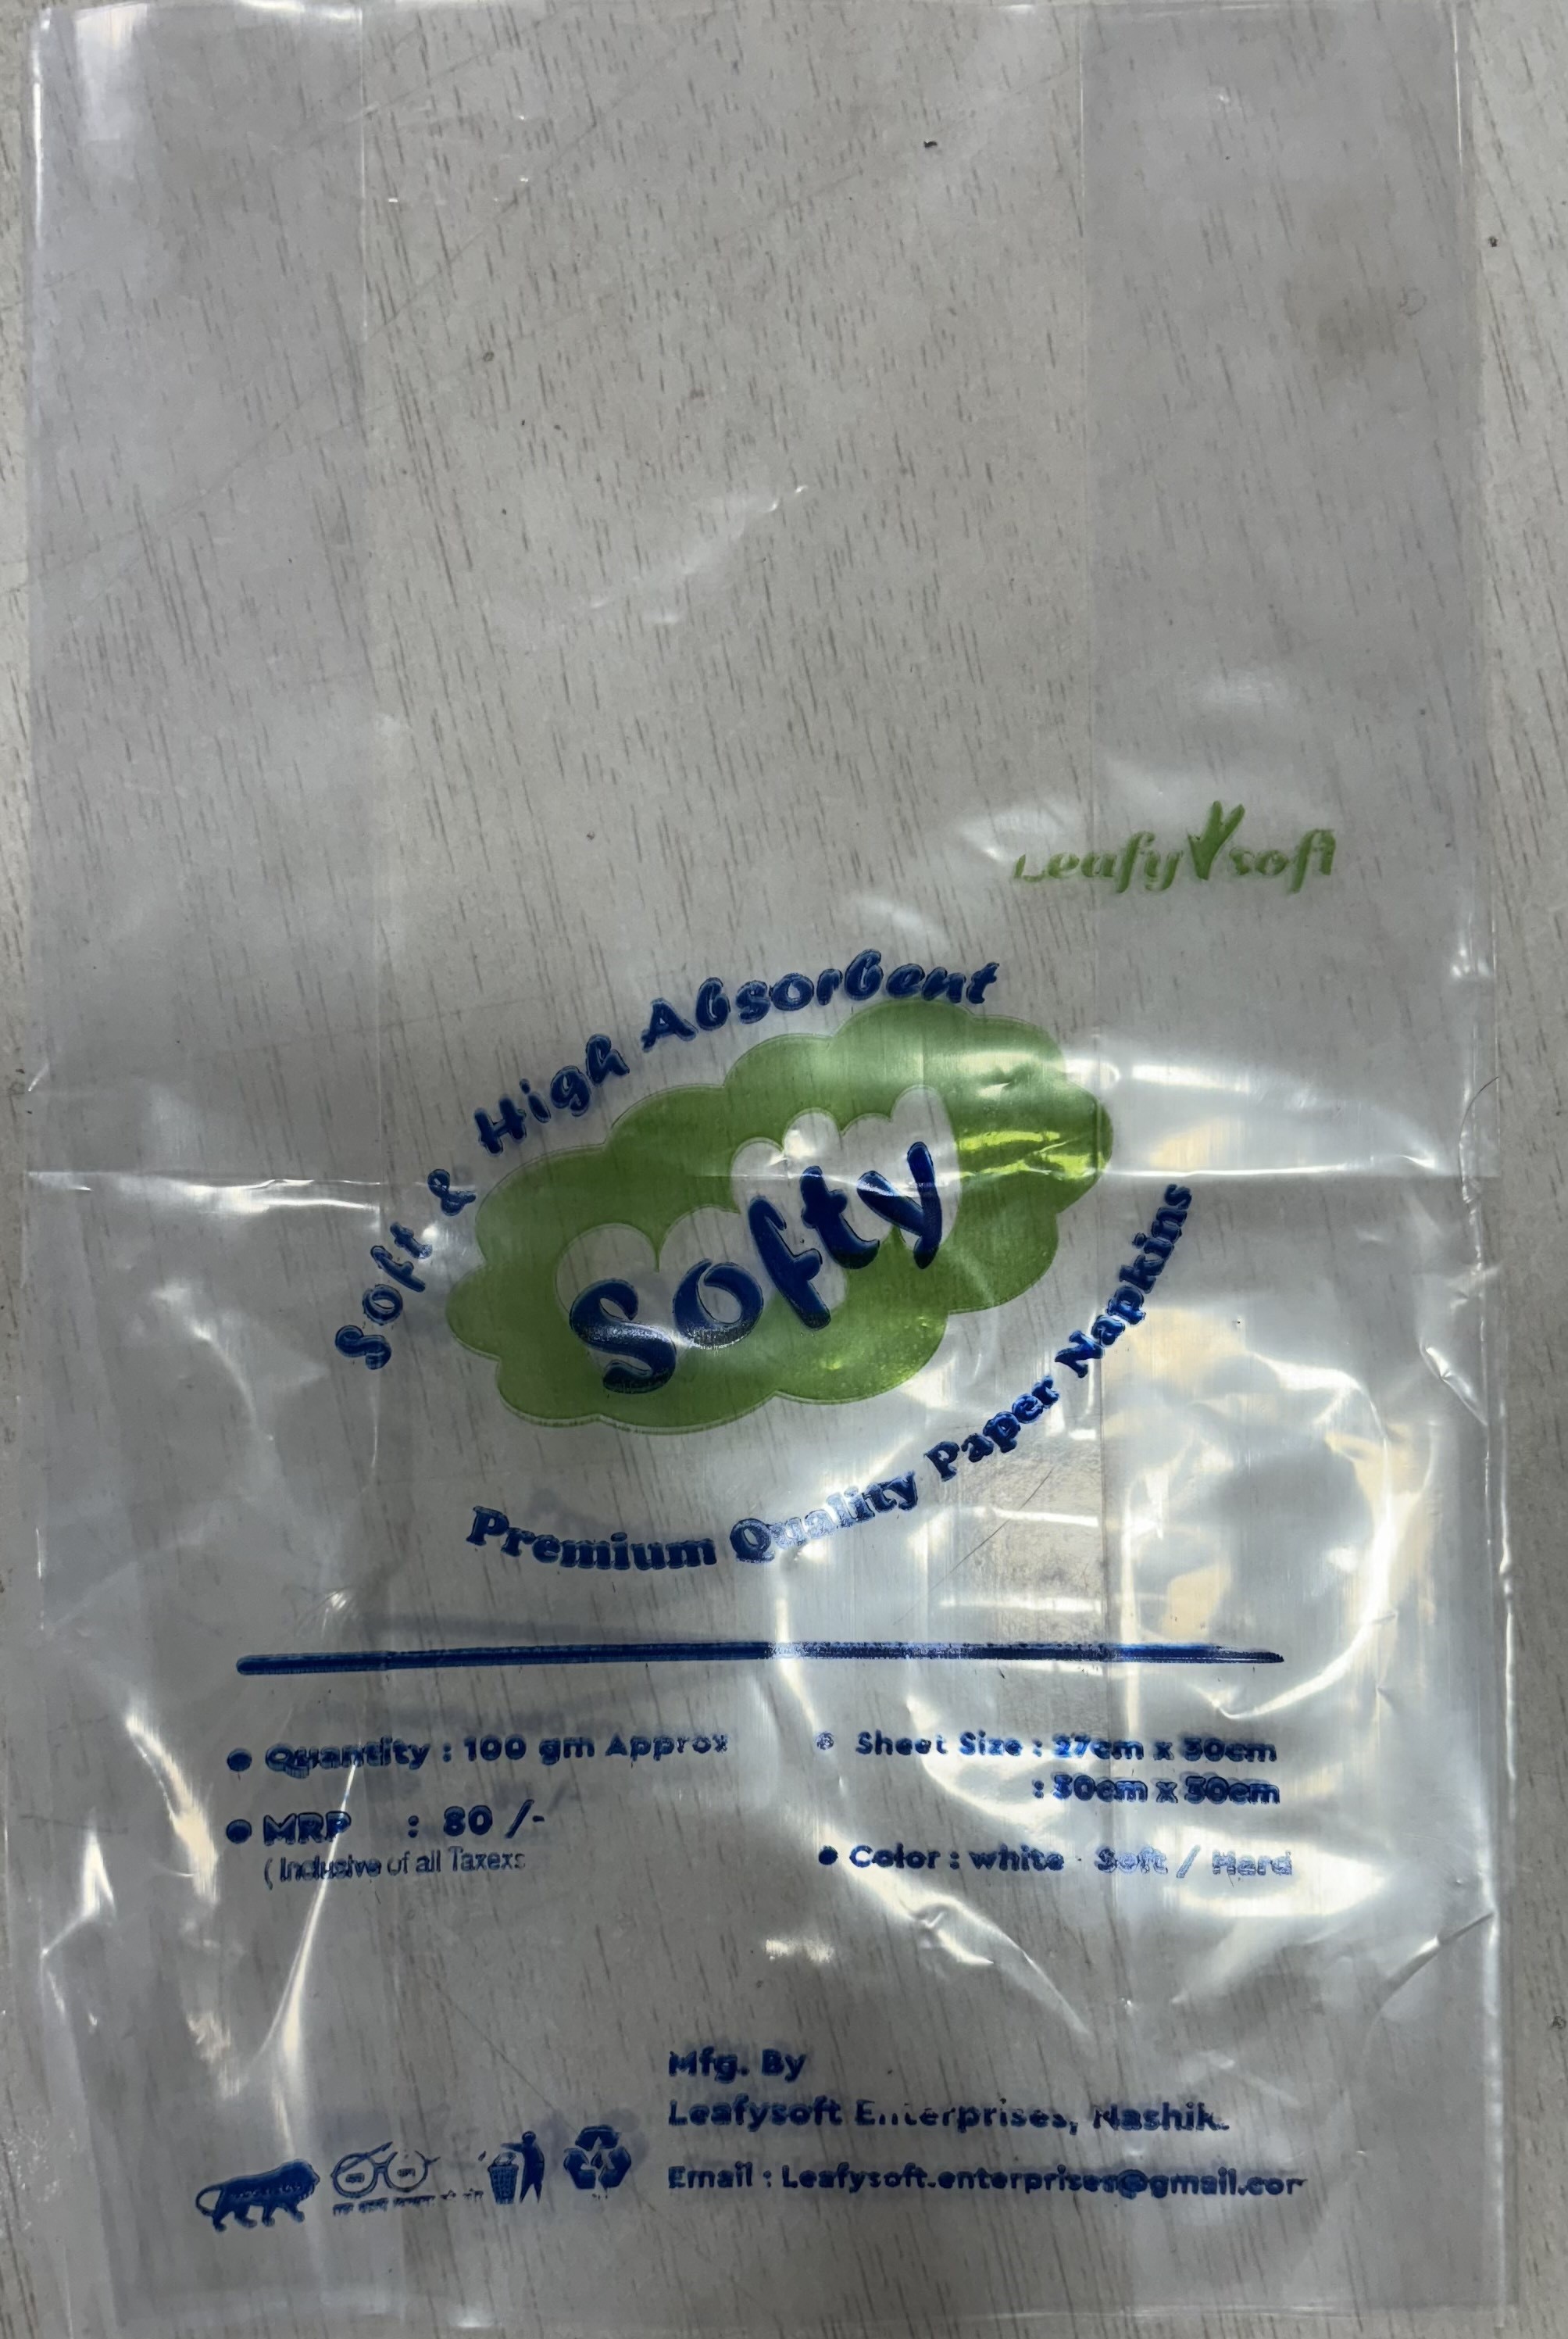 Leafy soft
Soft & High Absorbent
Softy
Premium Quality Paper Napkins
Quantity : 100 gm Approx
MRP : 80 /-
( Inclusive of all Taxexs
Sheet Size : 27cm x 30cm
: 30cm x 30cm
Color : white Soft / Hard
Mfg. By
Leafysoft Enterprises, Nashik.
Email : Leafysoft.enterprises@gmail.com